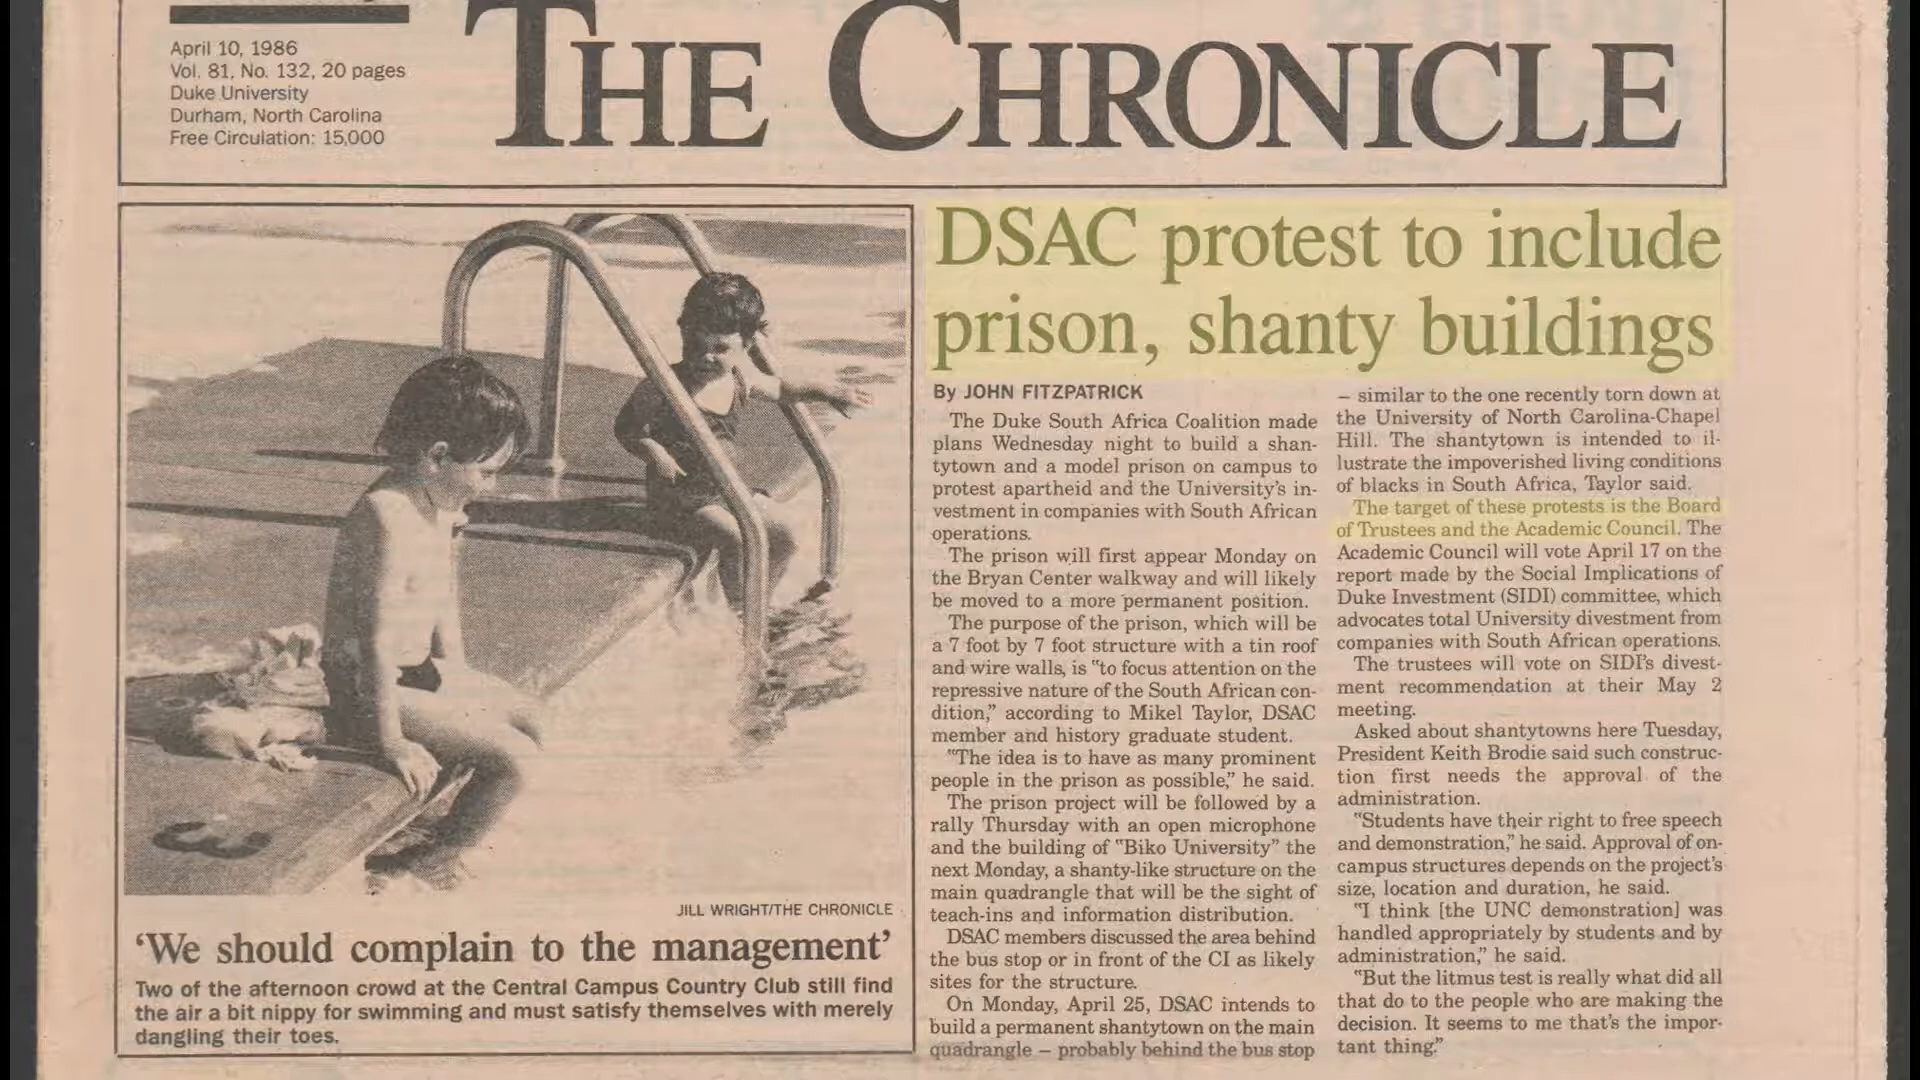 April 10, 1986
Vol. 81, No. 132, 20 pages
Duke University
Durham, North Carolina
Free Circulation: 15,000
THE CHRONICLE
JILL WRIGHT/THE CHRONICLE
‘We should complain to the management’
Two of the afternoon crowd at the Central Campus Country Club still find
the air a bit nippy for swimming and must satisfy themselves with merely
dangling their toes.
DSAC protest to include
prison, shanty buildings
By JOHN FITZPATRICK
The Duke South Africa Coalition made
plans Wednesday night to build a shan-
tytown and a model prison on campus to
protest apartheid and the University's in-
vestment in companies with South African
operations.
The prison will first appear Monday on
the Bryan Center walkway and will likely
be moved to a more permanent position.
The purpose of the prison, which will be
a 7 foot by 7 foot structure with a tin roof
and wire walls, is "to focus attention on the
repressive nature of the South African con-
dition," according to Mikel Taylor, DSAC
member and history graduate student.
"The idea is to have as many prominent
people in the prison as possible," he said.
The prison project will be followed by a
rally Thursday with an open microphone
and the building of "Biko University" the
next Monday, a shanty-like structure on the
main quadrangle that will be the sight of
teach-ins and information distribution.
DSAC members discussed the area behind
the bus stop or in front of the CI as likely
sites for the structure.
On Monday, April 25, DSAC intends to
build a permanent shantytown on the main
quadrangle — probably behind the bus stop
— similar to the one recently torn down at
the University of North Carolina-Chapel
Hill. The shantytown is intended to il-
lustrate the impoverished living conditions
of blacks in South Africa, Taylor said.
The target of these protests is the Board
of Trustees and the Academic Council. The
Academic Council will vote April 17 on the
report made by the Social Implications of
Duke Investment (SIDI) committee, which
advocates total University divestment from
companies with South African operations.
The trustees will vote on SIDI's divest-
ment recommendation at their May 2
meeting.
Asked about shantytowns here Tuesday,
President Keith Brodie said such construc-
tion first needs the approval of the
administration.
"Students have their right to free speech
and demonstration," he said. Approval of on-
campus structures depends on the project's
size, location and duration, he said.
"I think [the UNC demonstration] was
handled appropriately by students and by
administration," he said.
"But the litmus test is really what did all
that do to the people who are making the
decision. It seems to me that's the impor-
tant thing."